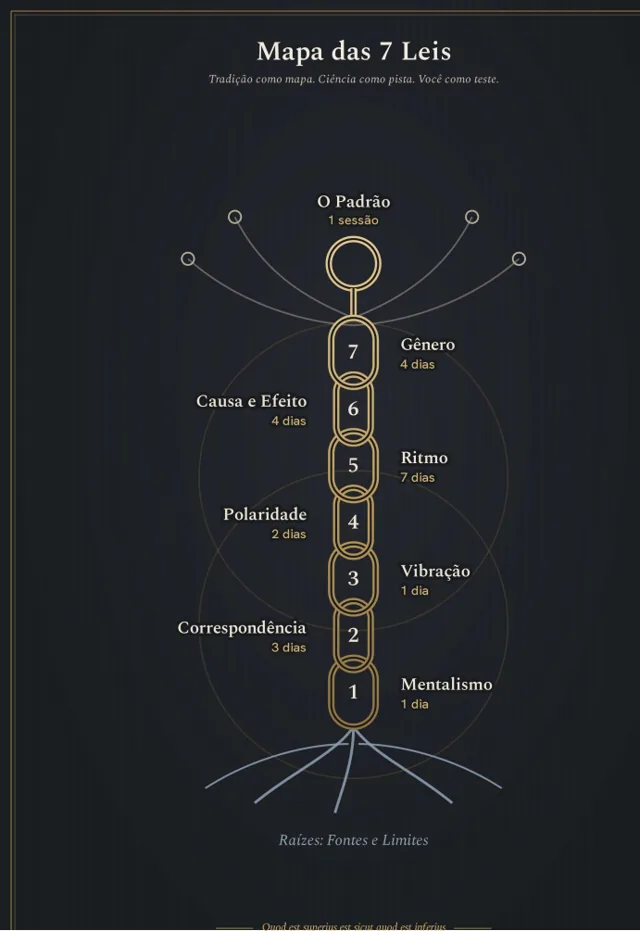 Mapa das 7 Leis
Tradição como mapa. Ciência como pista. Você como teste.
O Padrão
1 sessão
7
Gênero
4 dias
Causa e Efeito
4 dias
6
5
Ritmo
7 dias
Polaridade
2 dias
4
3
Vibração
1 dia
Correspondência
3 dias
2
1
Mentalismo
1 dia
Raízes: Fontes e Limites
Quod est superius est sicut quod est inferius